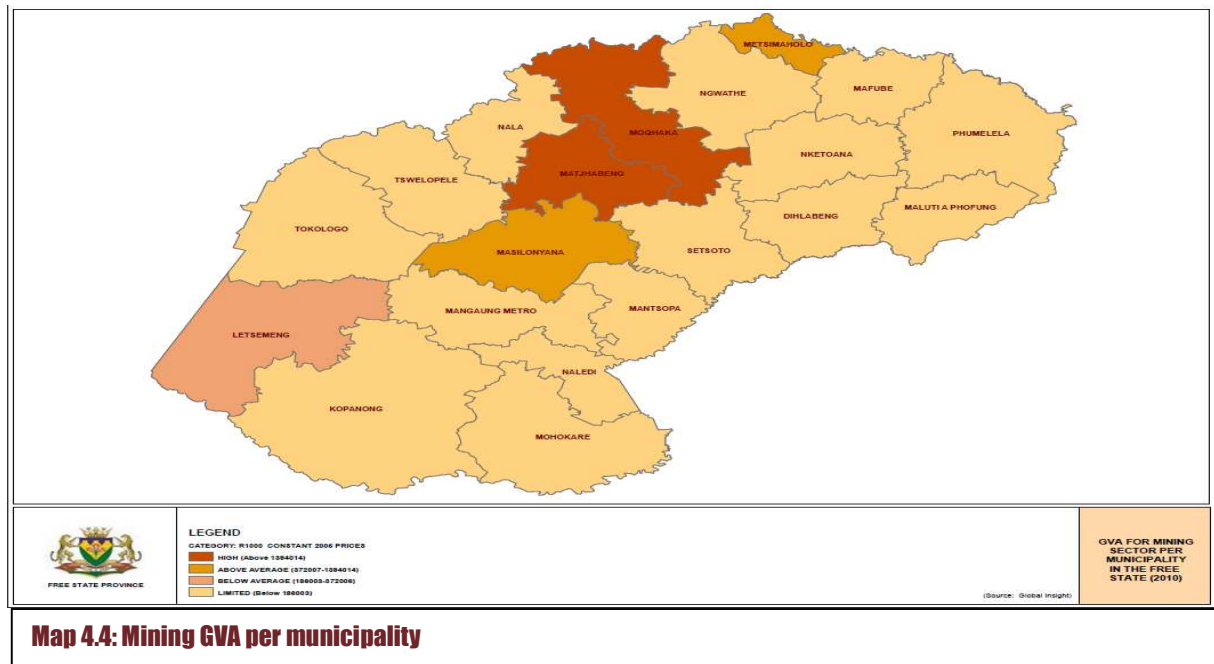 METSIMAHOLO
NGWATHE
MAFUBE
NALA
MOQHAKA
PHUMELELA
NKETOANA
MATJHABENG
TSWELOPELE
MALUTI A PHOFUNG
DIHLABENG
TOKOLOGO
SETSOTO
MASILONYANA
MANTSOPA
MANGAUNG METRO
LETSEMENG
NALEDI
KOPANONG
MOHOKARE
FREE STATE PROVINCE
LEGEND
CATEGORY: R1000 CONSTANT 2005 PRICES
HIGH (Above 1384014)
ABOVE AVERAGE (372007-1384014)
BELOW AVERAGE (186003-372006)
LIMITED (Below 186003)
(Source: Global Insight)
GVA FOR MINING
SECTOR PER
MUNICIPALITY
IN THE FREE
STATE (2010)
Map 4.4: Mining GVA per municipality